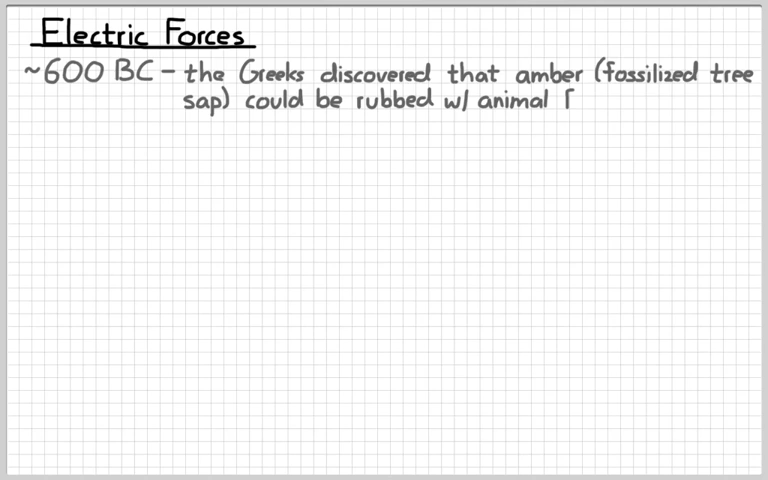 Electric Forces
~600 BC - the Greeks discovered that amber (fossilized tree
sap) could be rubbed w/ animal